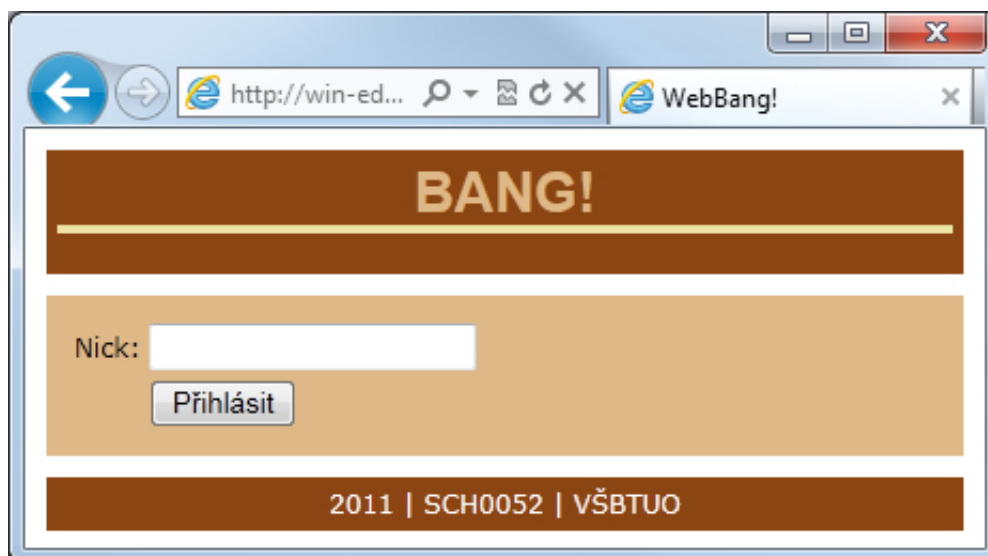 http://win-ed... WebBang!
BANG!
Nick:
Přihlásit
2011 | SCH0052 | VŠBTUO